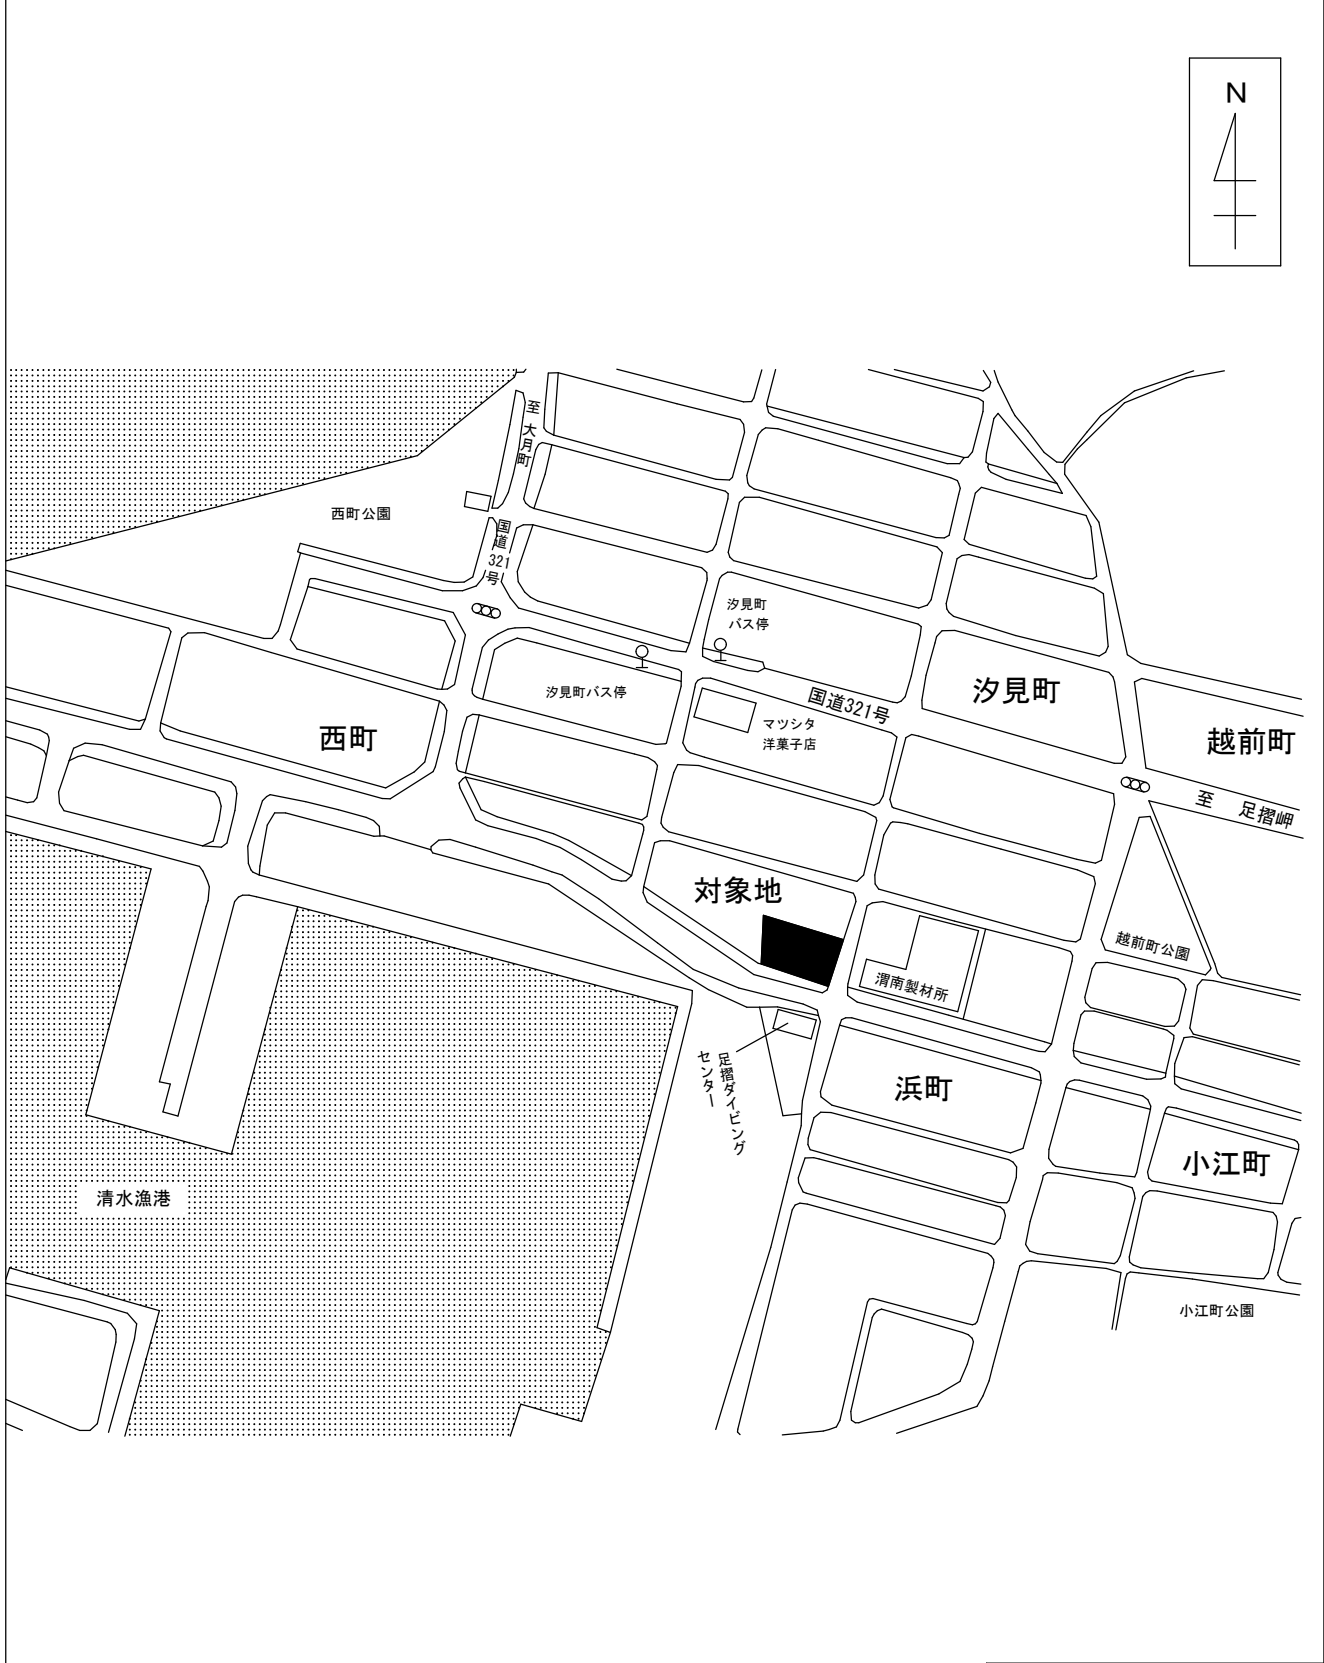 N
至 大月町
西町公園
国道321号
汐見町
バス停
汐見町バス停
国道321号
汐見町
マツシタ
洋菓子店
西町
越前町
至 足摺岬
対象地
越前町公園
渭南製材所
足摺ダイビング
センター
浜町
小江町
清水漁港
小江町公園